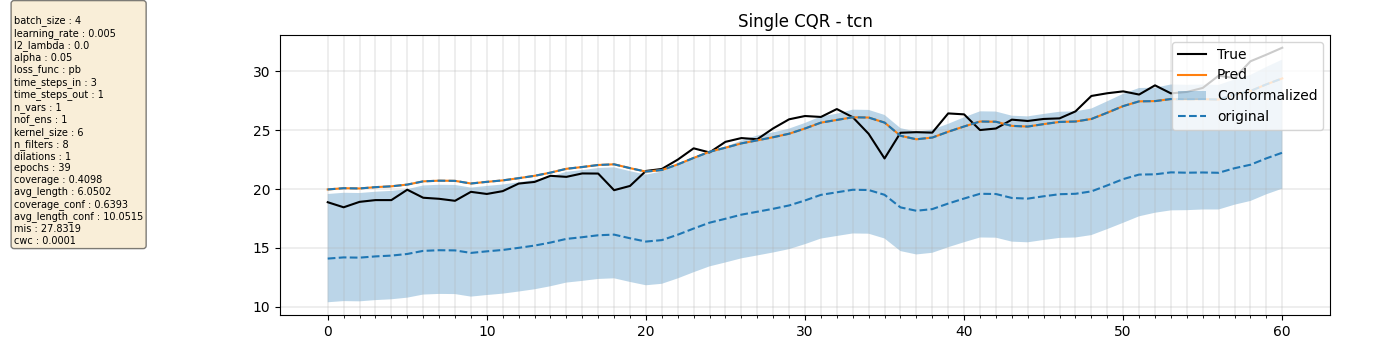 batch_size : 4
learning_rate : 0.005
l2_lambda : 0.0
alpha : 0.05
loss_func : pb
time_steps_in : 3
time_steps_out : 1
n_vars : 1
nof_ens : 1
kernel_size : 6
n_filters : 8
dilations : 1
epochs : 39
coverage : 0.4098
avg_length : 6.0502
coverage_conf : 0.6393
avg_length_conf : 10.0515
mis : 27.8319
cwc : 0.0001
Single CQR - tcn
True
Pred
Conformalized
original
30
25
20
15
10
0 10 20 30 40 50 60